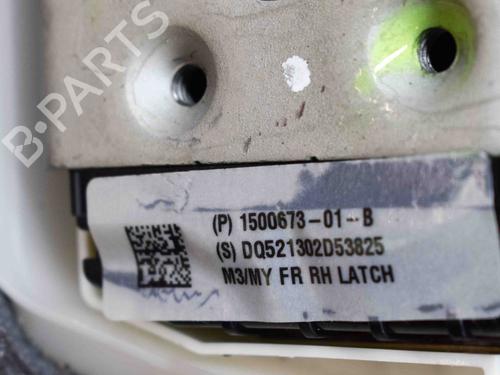 B-PARTS
(P) 1500673-01-B
(S) DQ521302D53825
M3/MY FR RH LATCH